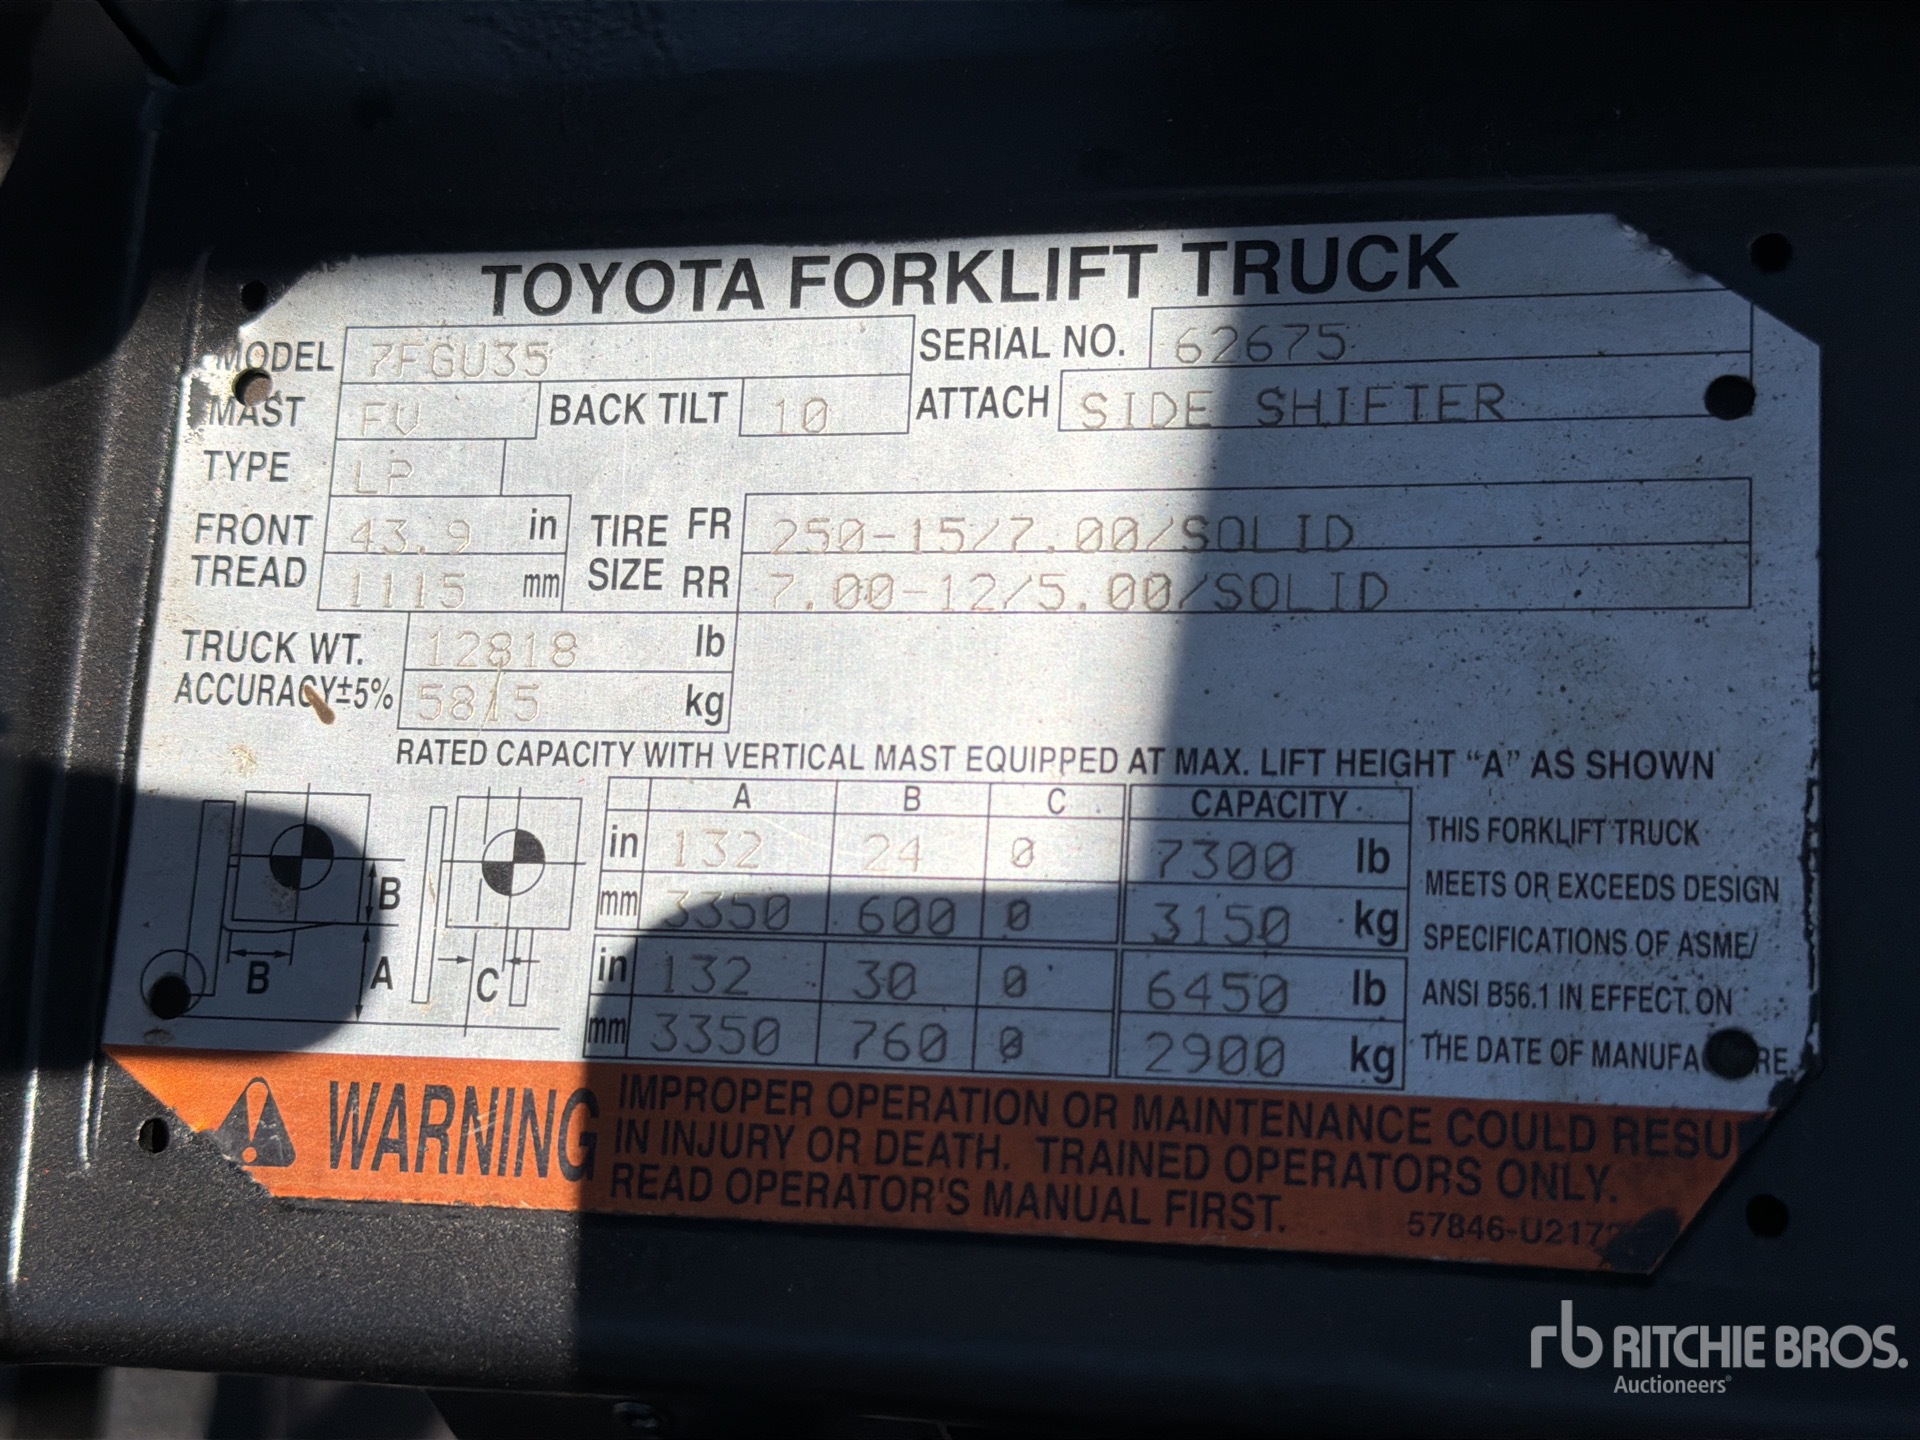 TOYOTA FORKLIFT TRUCK
MODEL 7FGU35 SERIAL NO. 62675
MAST FV BACK TILT 10 ATTACH SIDE SHIFTER
TYPE LP
FRONT TREAD 43.9 in TIRE SIZE FR 250-15/7.00/SOLID
1115 mm RR 7.00-12/5.00/SOLID
TRUCK WT. 12818 lb
ACCURACY±5% 5815 kg
RATED CAPACITY WITH VERTICAL MAST EQUIPPED AT MAX. LIFT HEIGHT "A" AS SHOWN
A B C CAPACITY
in 132 24 0 7300 lb
mm 3350 600 0 3150 kg
in 132 30 0 6450 lb
mm 3350 760 0 2900 kg
B
B
A
C
THIS FORKLIFT TRUCK
MEETS OR EXCEEDS DESIGN
SPECIFICATIONS OF ASME/
ANSI B56.1 IN EFFECT ON
THE DATE OF
WARNING
IMPROPER OPERATION OR MAINTENANCE COULD
IN INJURY OR DEATH. TRAINED OPERATORS ONLY.
READ OPERATOR'S MANUAL FIRST.
rb RITCHIE BROS.
Auctioneers